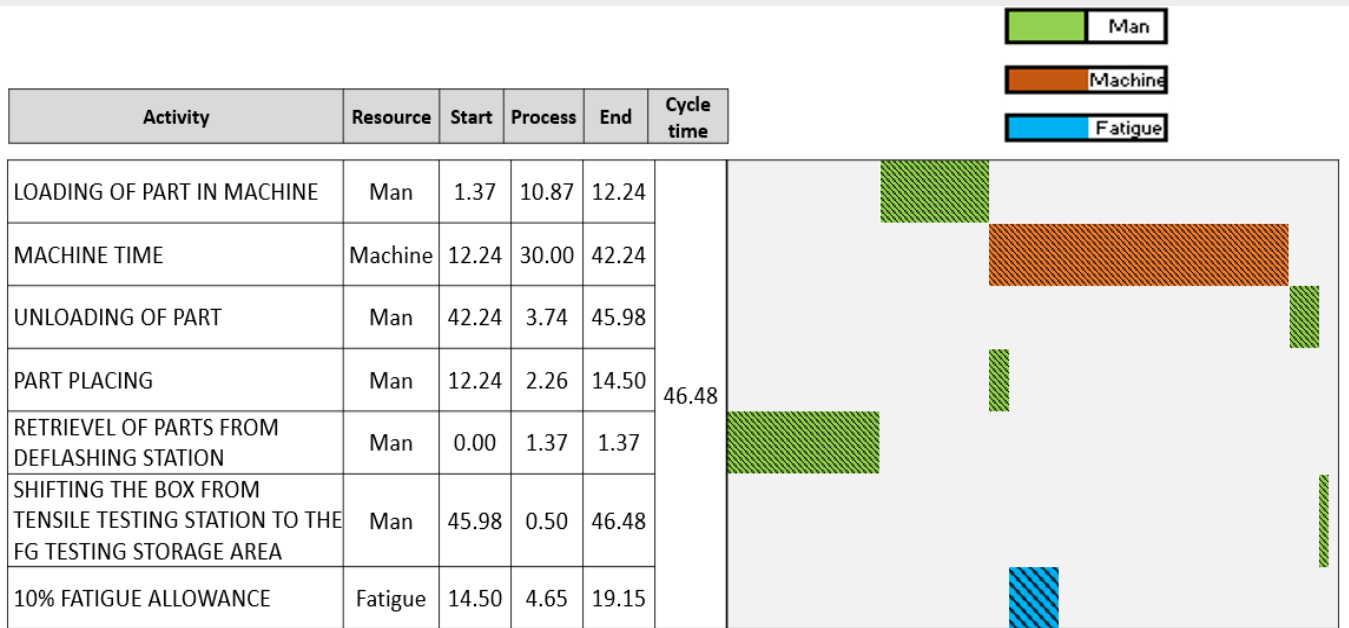 Man
Machine
Fatigue
Activity Resource Start Process End Cycle
time
LOADING OF PART IN MACHINE Man 1.37 10.87 12.24
MACHINE TIME Machine 12.24 30.00 42.24
UNLOADING OF PART Man 42.24 3.74 45.98
PART PLACING Man 12.24 2.26 14.50
46.48
RETRIEVEL OF PARTS FROM
DEFLASHING STATION Man 0.00 1.37 1.37
SHIFTING THE BOX FROM
TENSILE TESTING STATION TO THE Man 45.98 0.50 46.48
FG TESTING STORAGE AREA
10% FATIGUE ALLOWANCE Fatigue 14.50 4.65 19.15